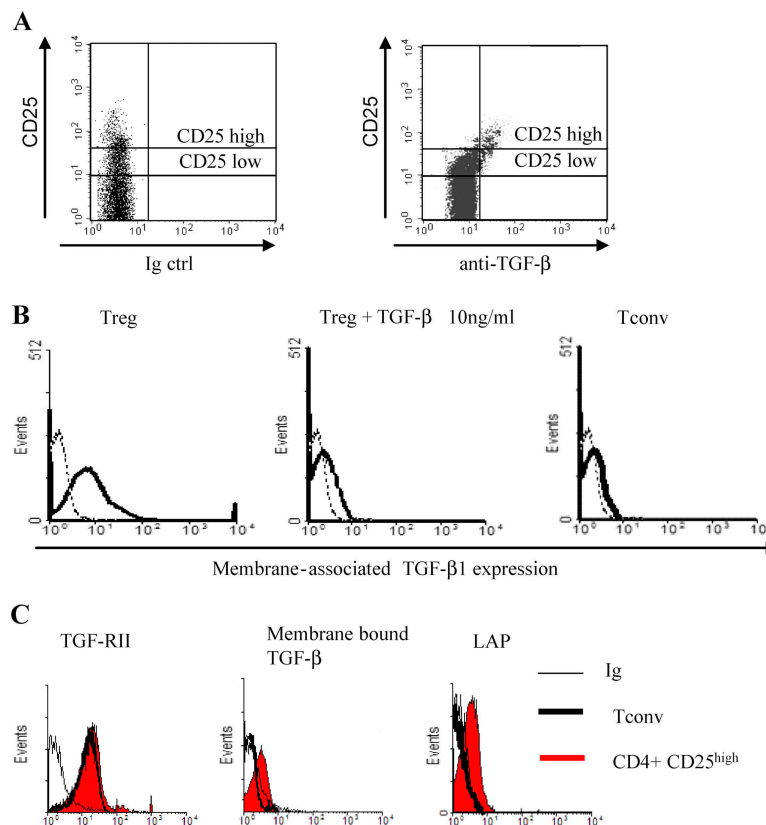 A
CD25
10^4
10^3
10^2
10^1
10^0
CD25 high
CD25 low
10^0 10^1 10^2 10^3 10^4
Ig ctrl
CD25
10^4
10^3
10^2
10^1
10^0
CD25 high
CD25 low
10^0 10^1 10^2 10^3 10^4
anti-TGF-β
B
Treg
Treg + TGF-β 10ng/ml
Tconv
512
Events
0
10^0 10^1 10^2 10^3 10^4
512
Events
0
10^0 10^1 10^2 10^3 10^4
512
Events
0
10^0 10^1 10^2 10^3 10^4
Membrane-associated TGF-β1 expression
C
TGF-RII
Membrane bound
TGF-β
LAP
Events
10^0 10^1 10^2 10^3 10^4
Events
10^0 10^1 10^2 10^3 10^4
Events
10^0 10^1 10^2 10^3 10^4
Ig
Tconv
CD4+ CD25^high